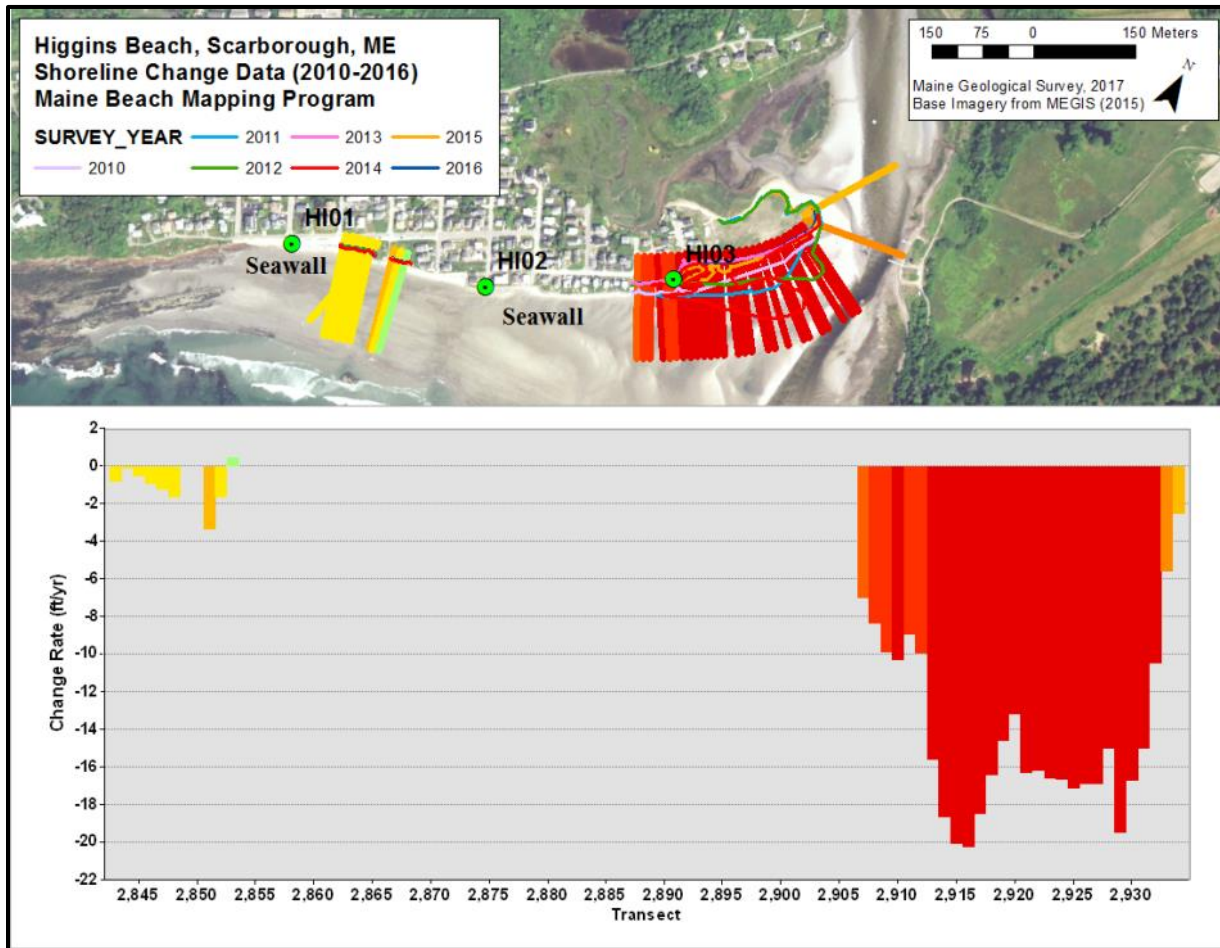 Higgins Beach, Scarborough, ME
Shoreline Change Data (2010-2016)
Maine Beach Mapping Program
SURVEY_YEAR
2011
2013
2015
2010
2012
2014
2016
150 75 0 150 Meters
Maine Geological Survey, 2017
Base Imagery from MEGIS (2015)
N
HI01
Seawall
HI02
Seawall
HI03
Change Rate (ft/yr)
2
0
-2
-4
-6
-8
-10
-12
-14
-16
-18
-20
-22
2,845 2,850 2,855 2,860 2,865 2,870 2,875 2,880 2,885 2,890 2,895 2,900 2,905 2,910 2,915 2,920 2,925 2,930
Transect